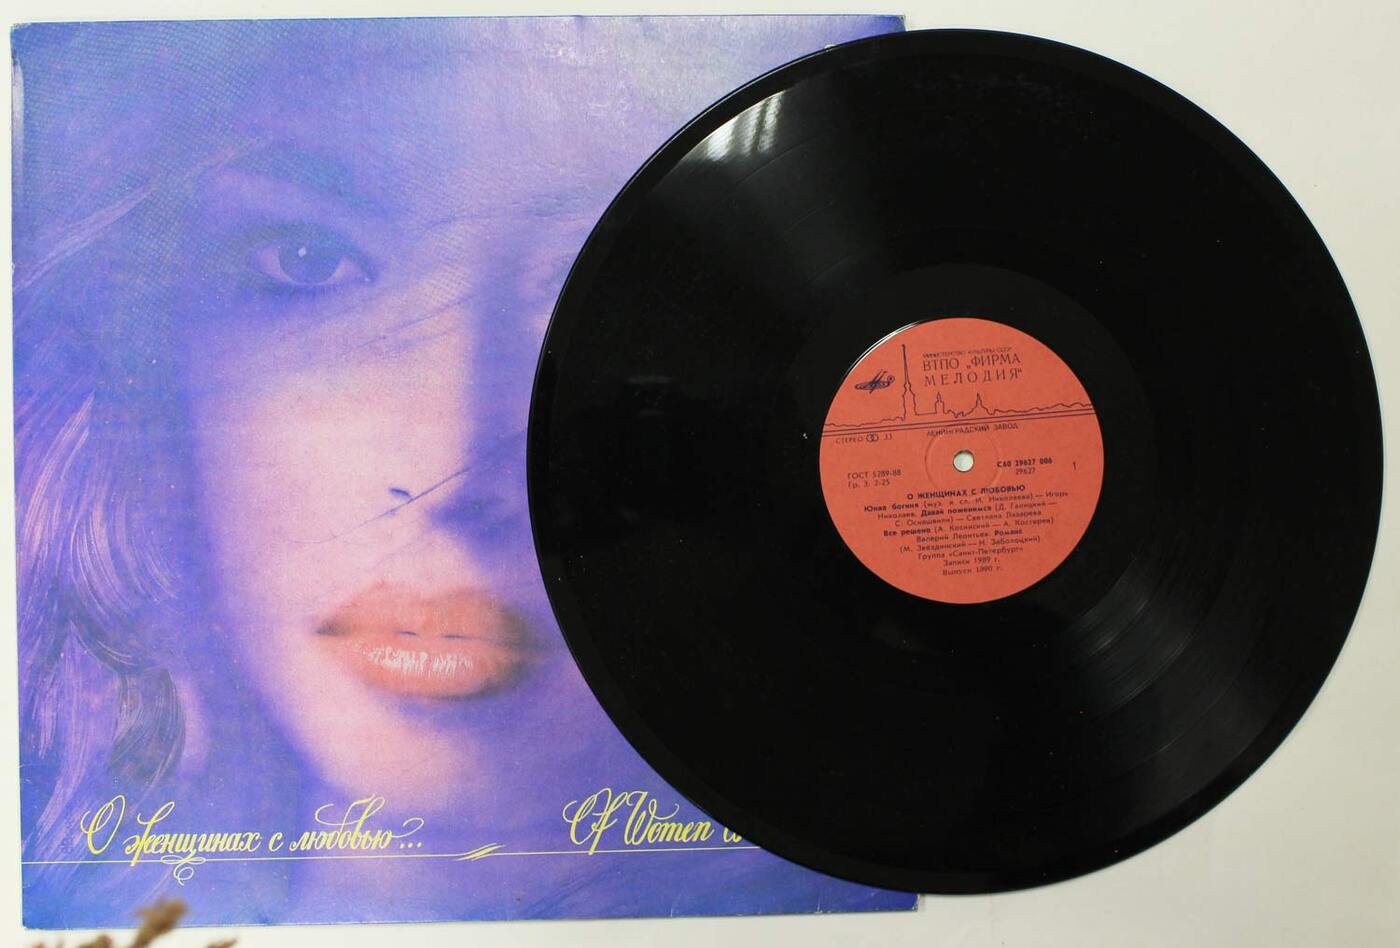 МИНИСТЕРСТВО КУЛЬТУРЫ СССР
ВТПО „ФИРМА
МЕЛОДИЯ"
СТЕРЕО 33
ЛЕНИНГРАДСКИЙ ЗАВОД
ГОСТ 5289-88
Гр. 3. 2-25
С60 29627 006
29627
1
О ЖЕНЩИНАХ С ЛЮБОВЬЮ
Юная богиня (муз. и сл. И. Николаева) — Игорь
Николаев. Давай поженимся (Д. Галицкий —
С. Осиашвили) — Светлана Лазарева
Все решено (А. Косинский — А. Костерев)
Валерий Леонтьев. Романс
(М. Звездинский — Н. Заболоцкий)
Группа «Санкт-Петербург»
Записи 1989 г.
Выпуск 1990 г.
О женщинах с любовью...
Of Women